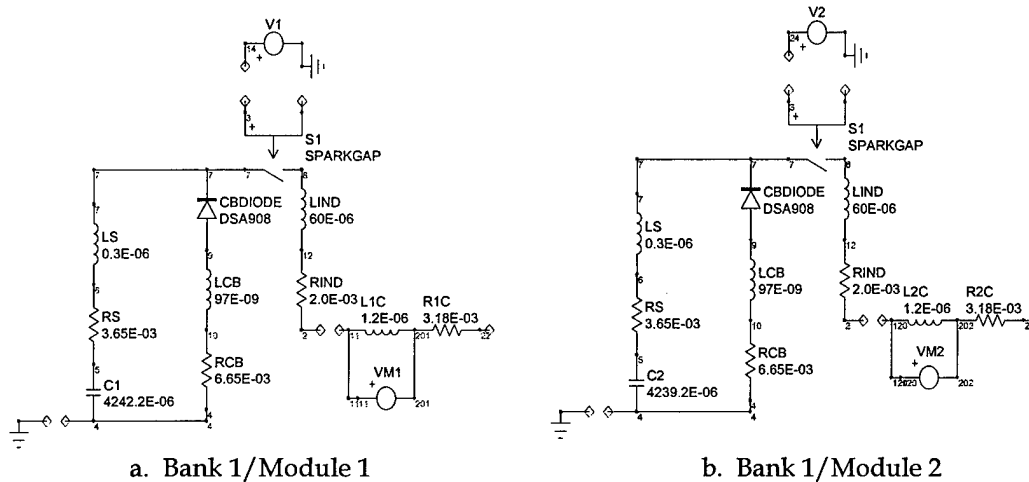 V1
14
+
3
+
S1
SPARKGAP
7
7
7
8
7
CBDIODE
DSA908
LIND
60E-06
LS
0.3E-06
9
12
6
LCB
97E-09
RIND
2.0E-03
L1C
1.2E-06
R1C
3.18E-03
RS
3.65E-03
10
2
11
201
22
5
RCB
6.65E-03
+
VM1
C1
4242.2E-06
1111
201
4
4
4
a. Bank 1/Module 1
V2
24
+
3
+
S1
SPARKGAP
7
7
7
8
7
CBDIODE
DSA908
LIND
60E-06
LS
0.3E-06
9
12
6
LCB
97E-09
RIND
2.0E-03
L2C
1.2E-06
R2C
3.18E-03
RS
3.65E-03
10
2
120
202
5
RCB
6.65E-03
+
VM2
C2
4239.2E-06
202
4
4
4
b. Bank 1/Module 2